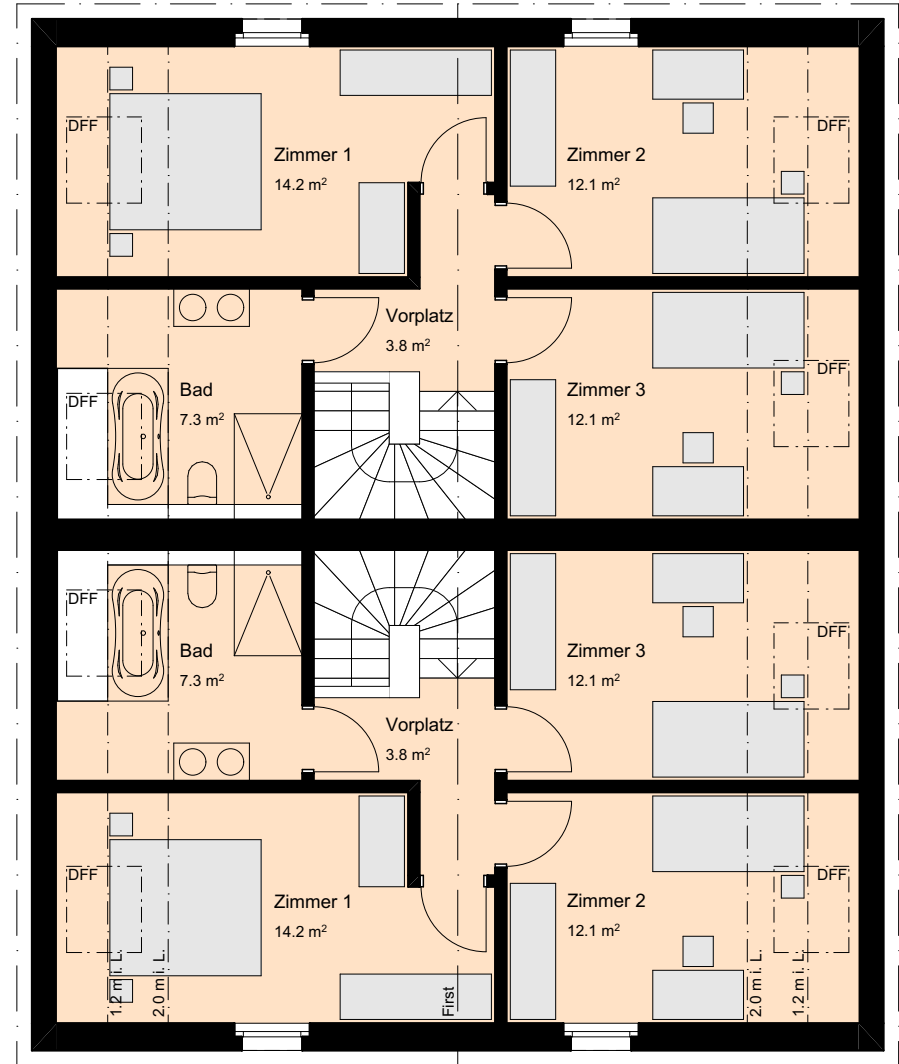 DFF
Zimmer 1
14.2 m²
Zimmer 2
12.1 m²
DFF
Vorplatz
3.8 m²
DFF
Bad
7.3 m²
Zimmer 3
12.1 m²
DFF
DFF
Bad
7.3 m²
Zimmer 3
12.1 m²
DFF
Vorplatz
3.8 m²
DFF
Zimmer 1
14.2 m²
Zimmer 2
12.1 m²
DFF
1.2 m i. L.
2.0 m i. L.
First
2.0 m i. L.
1.2 m i. L.